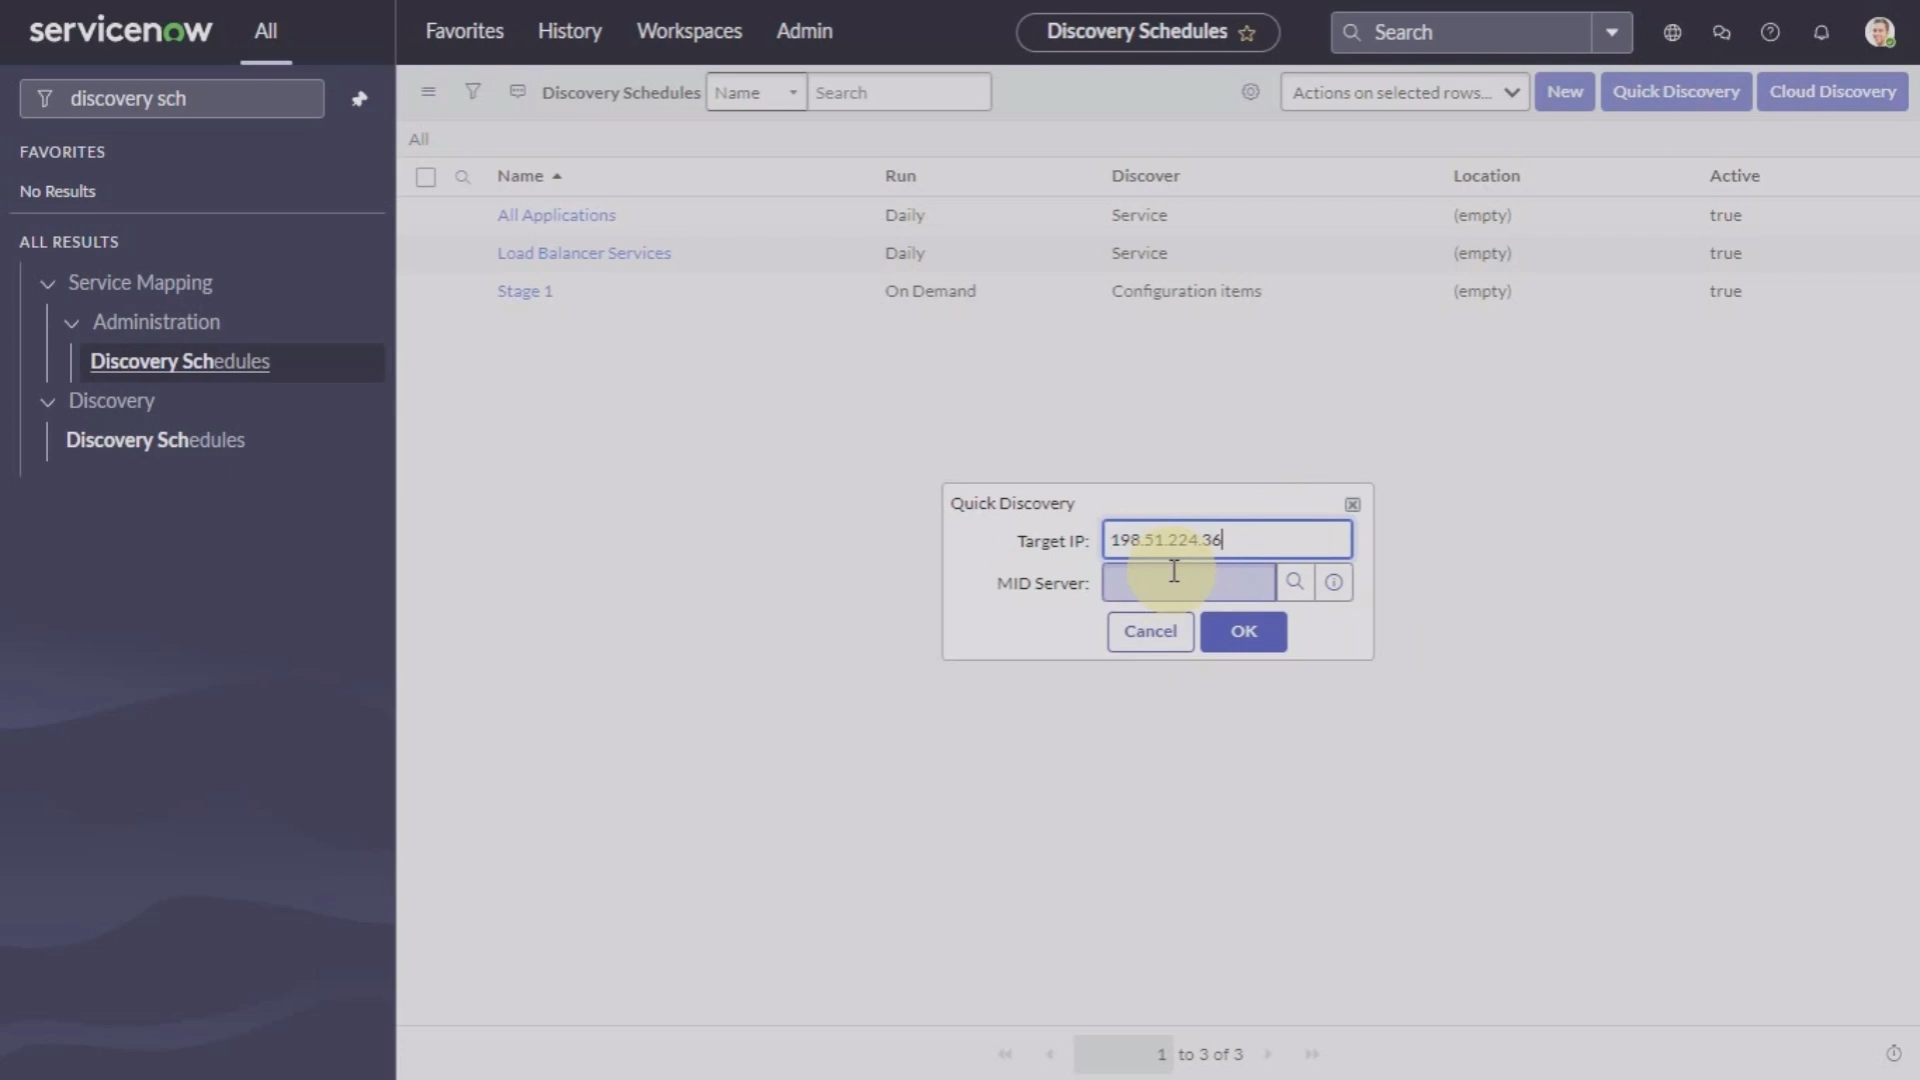 servicenow All Favorites History Workspaces Admin Discovery Schedules Search
discovery sch
FAVORITES
No Results
ALL RESULTS
Service Mapping
Administration
Discovery Schedules
Discovery
Discovery Schedules
Discovery Schedules Name Search Actions on selected rows... New Quick Discovery Cloud Discovery
All
Name Run Discover Location Active
All Applications Daily Service (empty) true
Load Balancer Services Daily Service (empty) true
Stage 1 On Demand Configuration items (empty) true
Quick Discovery
Target IP: 198.51.224.36
MID Server:
Cancel OK
1 to 3 of 3